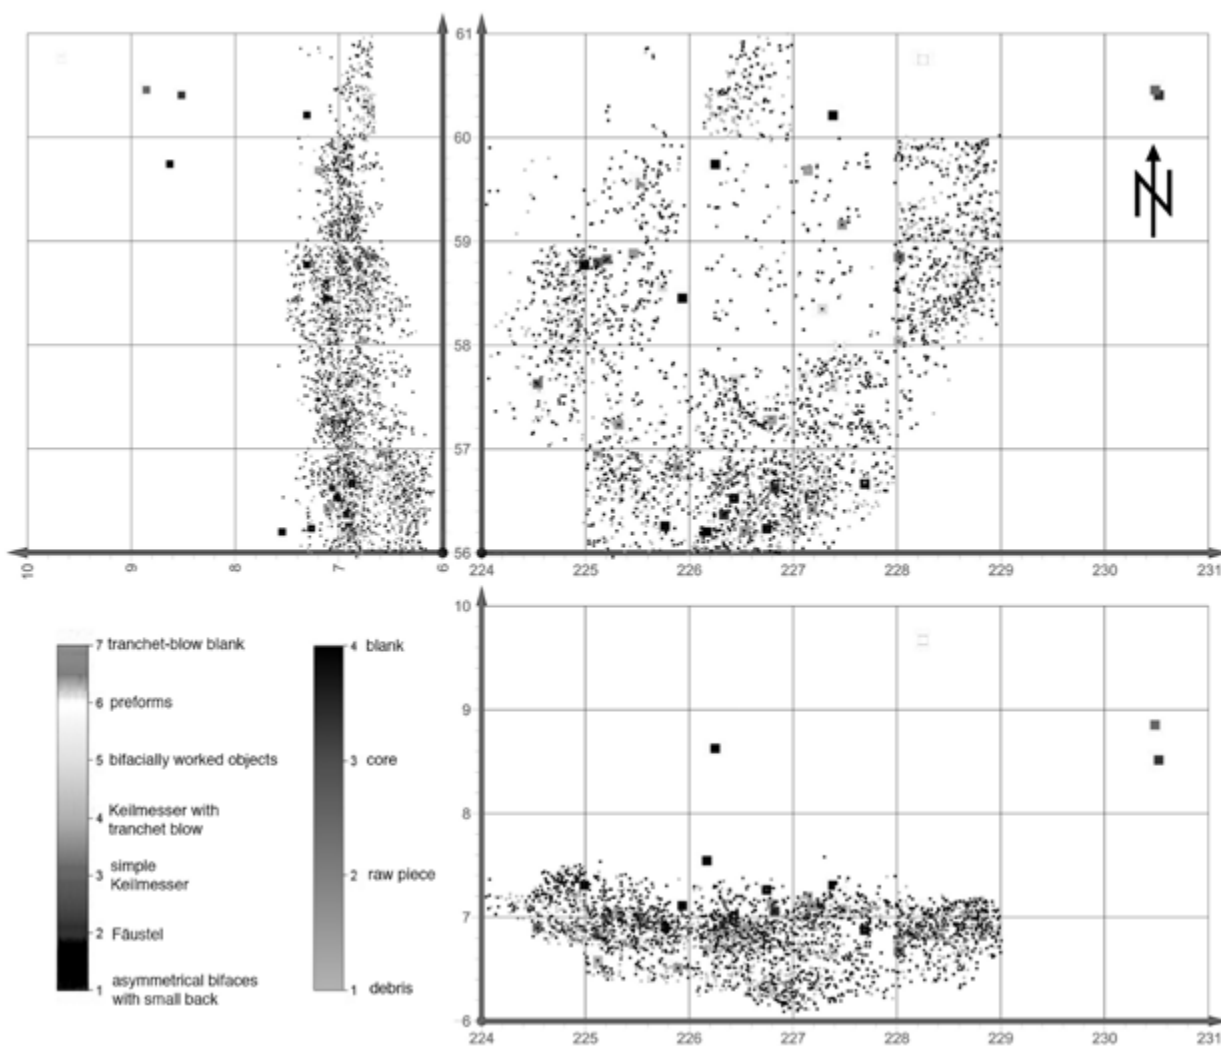 61
60
59
58
57
56
10
9
8
7
6
224
225
226
227
228
229
230
231
N
7 tranchet-blow blank
6 preforms
5 bifacially worked objects
4 Keilmesser with
tranchet blow
3 simple
Keilmesser
2 Fäustel
1 asymmetrical bifaces
with small back
4 blank
3 core
2 raw piece
1 debris
10
9
8
7
6
224
225
226
227
228
229
230
231